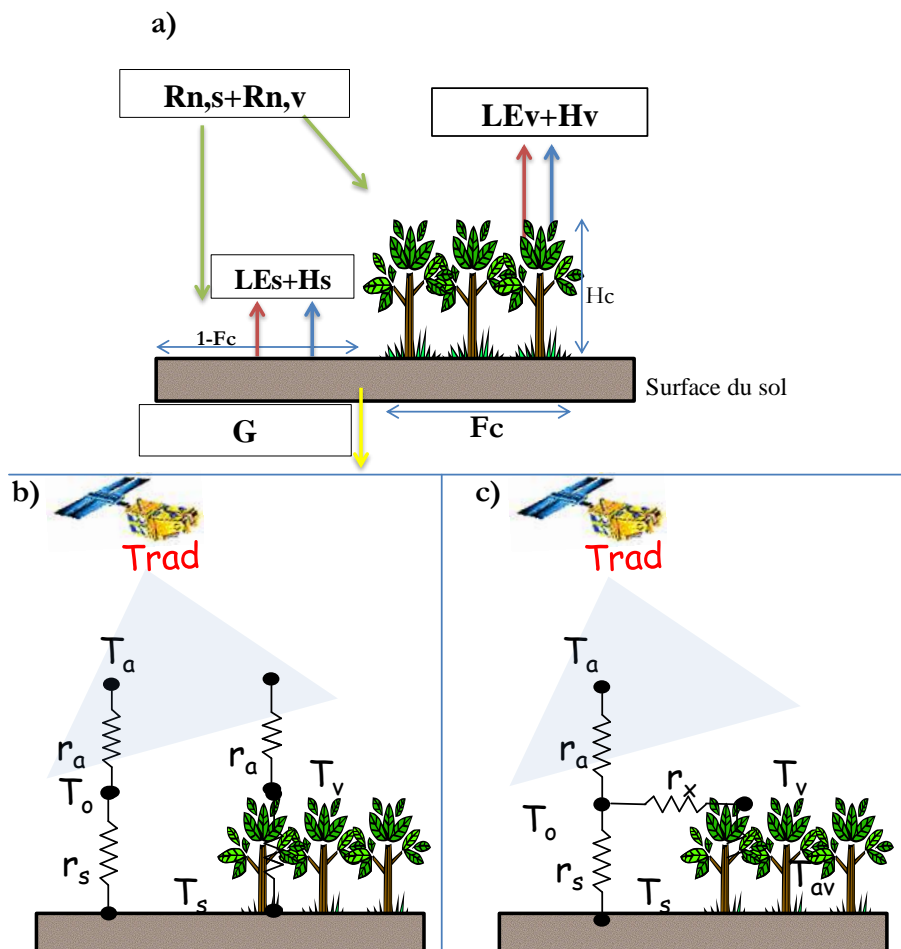 a)
Rn,s+Rn,v
LEv+Hv
LEs+Hs
Hc
1-Fc
Surface du sol
G
Fc
b)
Trad
Ta
ra
ra
To
Tv
rs
Ts
c)
Trad
Ta
ra
rx
Tv
To
rs
Tav
Ts